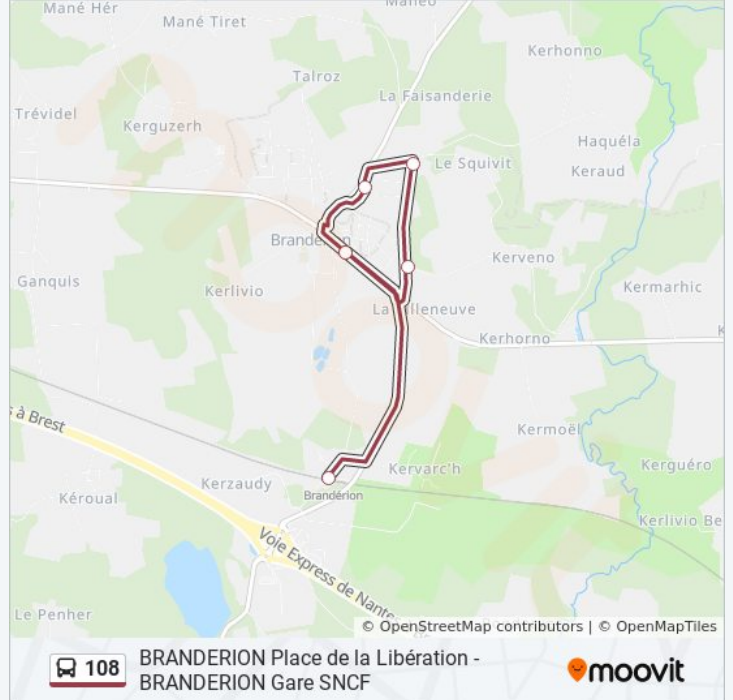 Mané Hér
Mané Tiret
Manéo
Kerhonno
Talroz
La Faisanderie
Trévidel
Kerguzerh
Haquéla
Le Squivit
Keraud
Kerveno
Ganquis
Kerlivio
Kermarhic
Kerhorno
à Brest
Kermoël
Kervarc'h
Kerguéro
Kerzaudy
Kéroual
Brandérion
Kerlivio Be
Voie Express de Nante
Le Penher
© OpenStreetMap contributors | © OpenMapTiles
108
BRANDERION Place de la Libération -
BRANDERION Gare SNCF
moovit